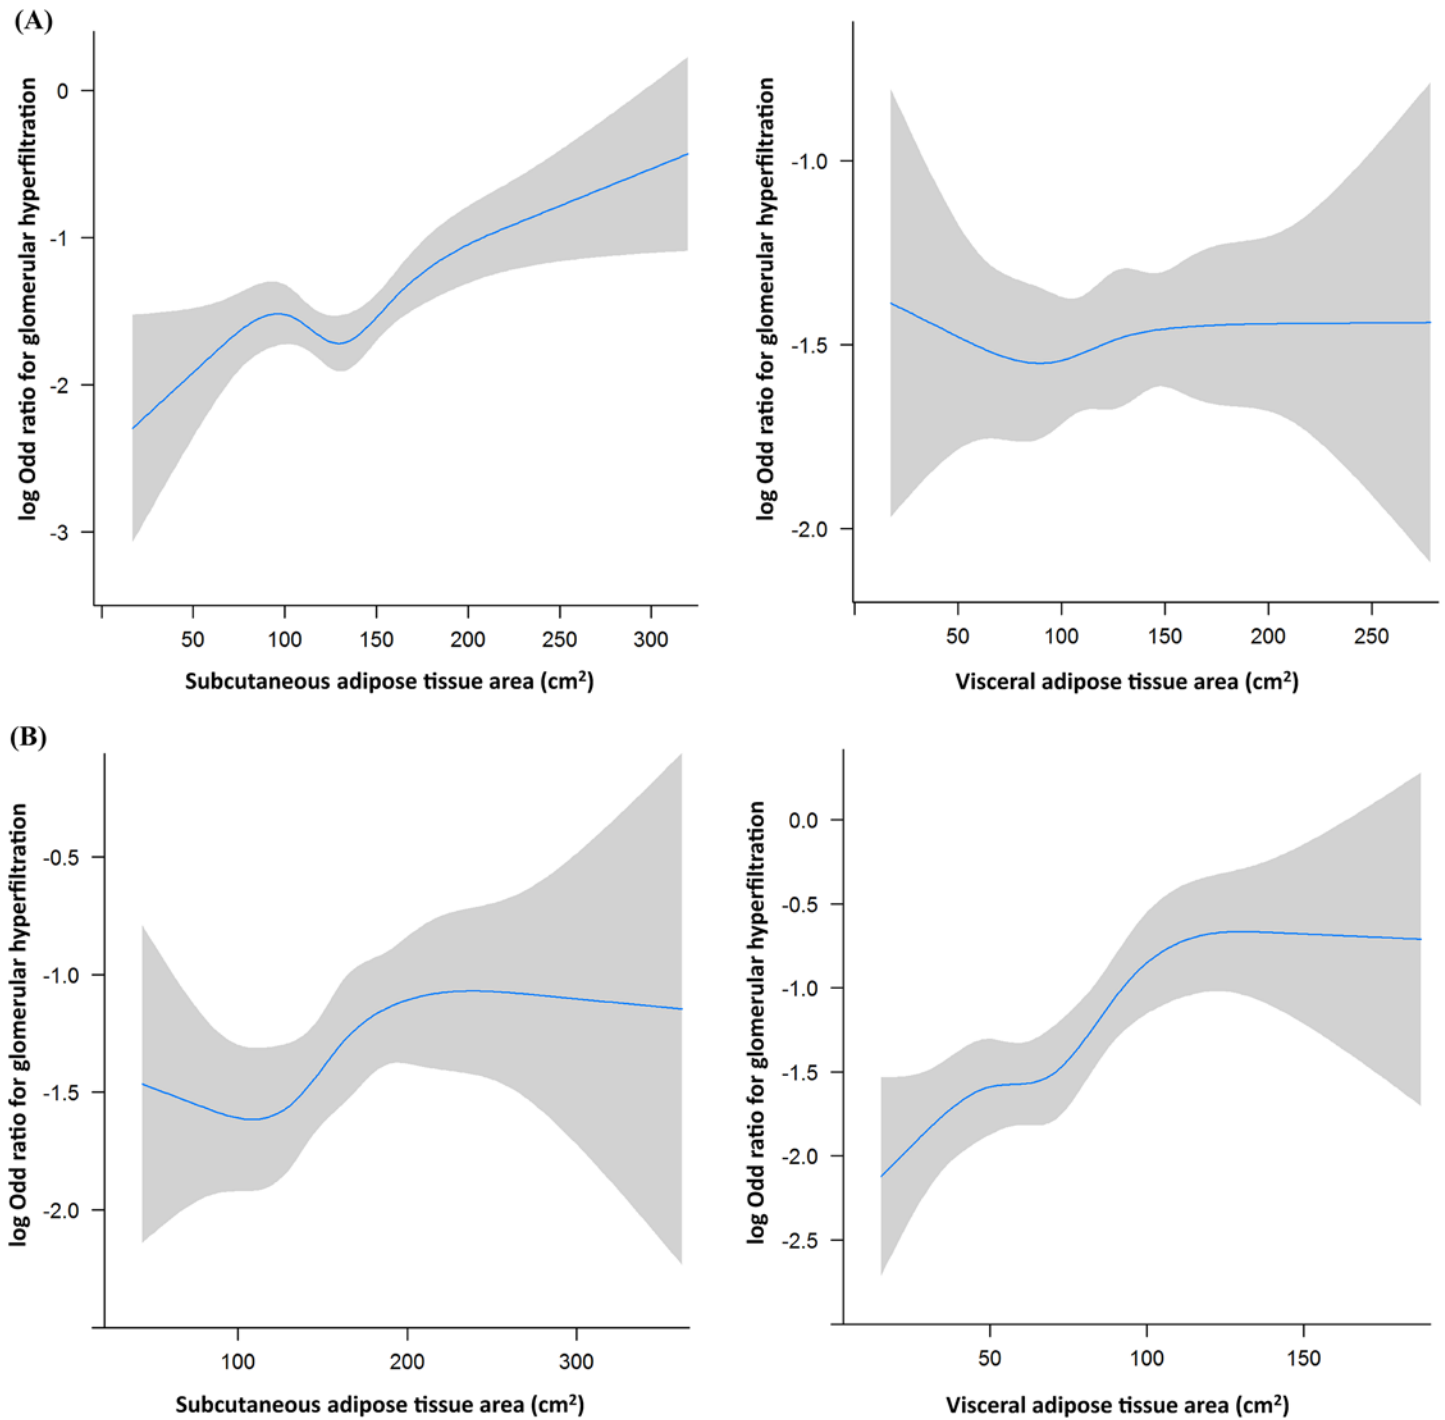 (A)
log Odd ratio for glomerular hyperfiltration
0
-1
-2
-3
50 100 150 200 250 300
Subcutaneous adipose tissue area (cm²)
log Odd ratio for glomerular hyperfiltration
-1.0
-1.5
-2.0
50 100 150 200 250
Visceral adipose tissue area (cm²)
(B)
log Odd ratio for glomerular hyperfiltration
-0.5
-1.0
-1.5
-2.0
100 200 300
Subcutaneous adipose tissue area (cm²)
log Odd ratio for glomerular hyperfiltration
0.0
-0.5
-1.0
-1.5
-2.0
-2.5
50 100 150
Visceral adipose tissue area (cm²)